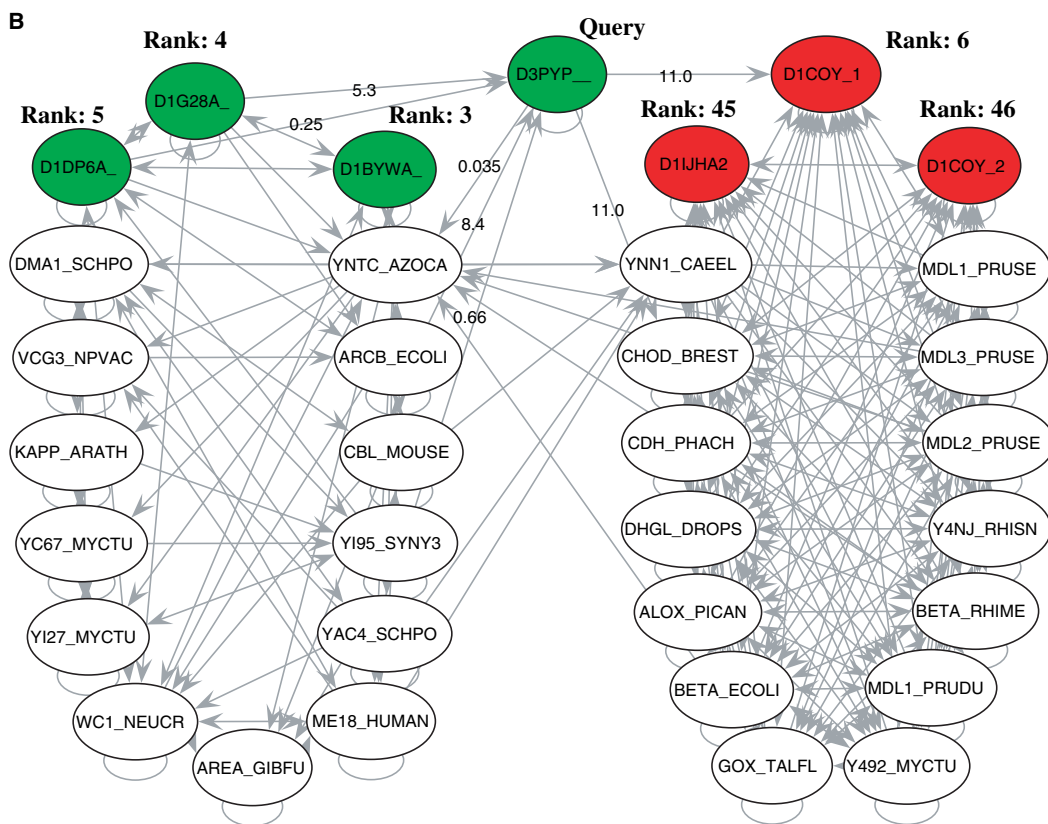 B
Query
Rank: 4
Rank: 6
D3PYP__
D1COY_1
11.0
D1G28A_
5.3
Rank: 5
Rank: 3
Rank: 45
Rank: 46
0.25
D1DP6A_
D1BYWA_
0.035
D1IJHA2
D1COY_2
8.4
11.0
DMA1_SCHPO
YNTC_AZOCA
YNN1_CAEEL
MDL1_PRUSE
0.66
VCG3_NPVAC
ARCB_ECOLI
CHOD_BREST
MDL3_PRUSE
KAPP_ARATH
CBL_MOUSE
CDH_PHACH
MDL2_PRUSE
YC67_MYCTU
YI95_SYNY3
DHGL_DROPS
Y4NJ_RHISN
YI27_MYCTU
YAC4_SCHPO
ALOX_PICAN
BETA_RHIME
WC1_NEUCR
ME18_HUMAN
BETA_ECOLI
MDL1_PRUDU
AREA_GIBFU
GOX_TALFL
Y492_MYCTU